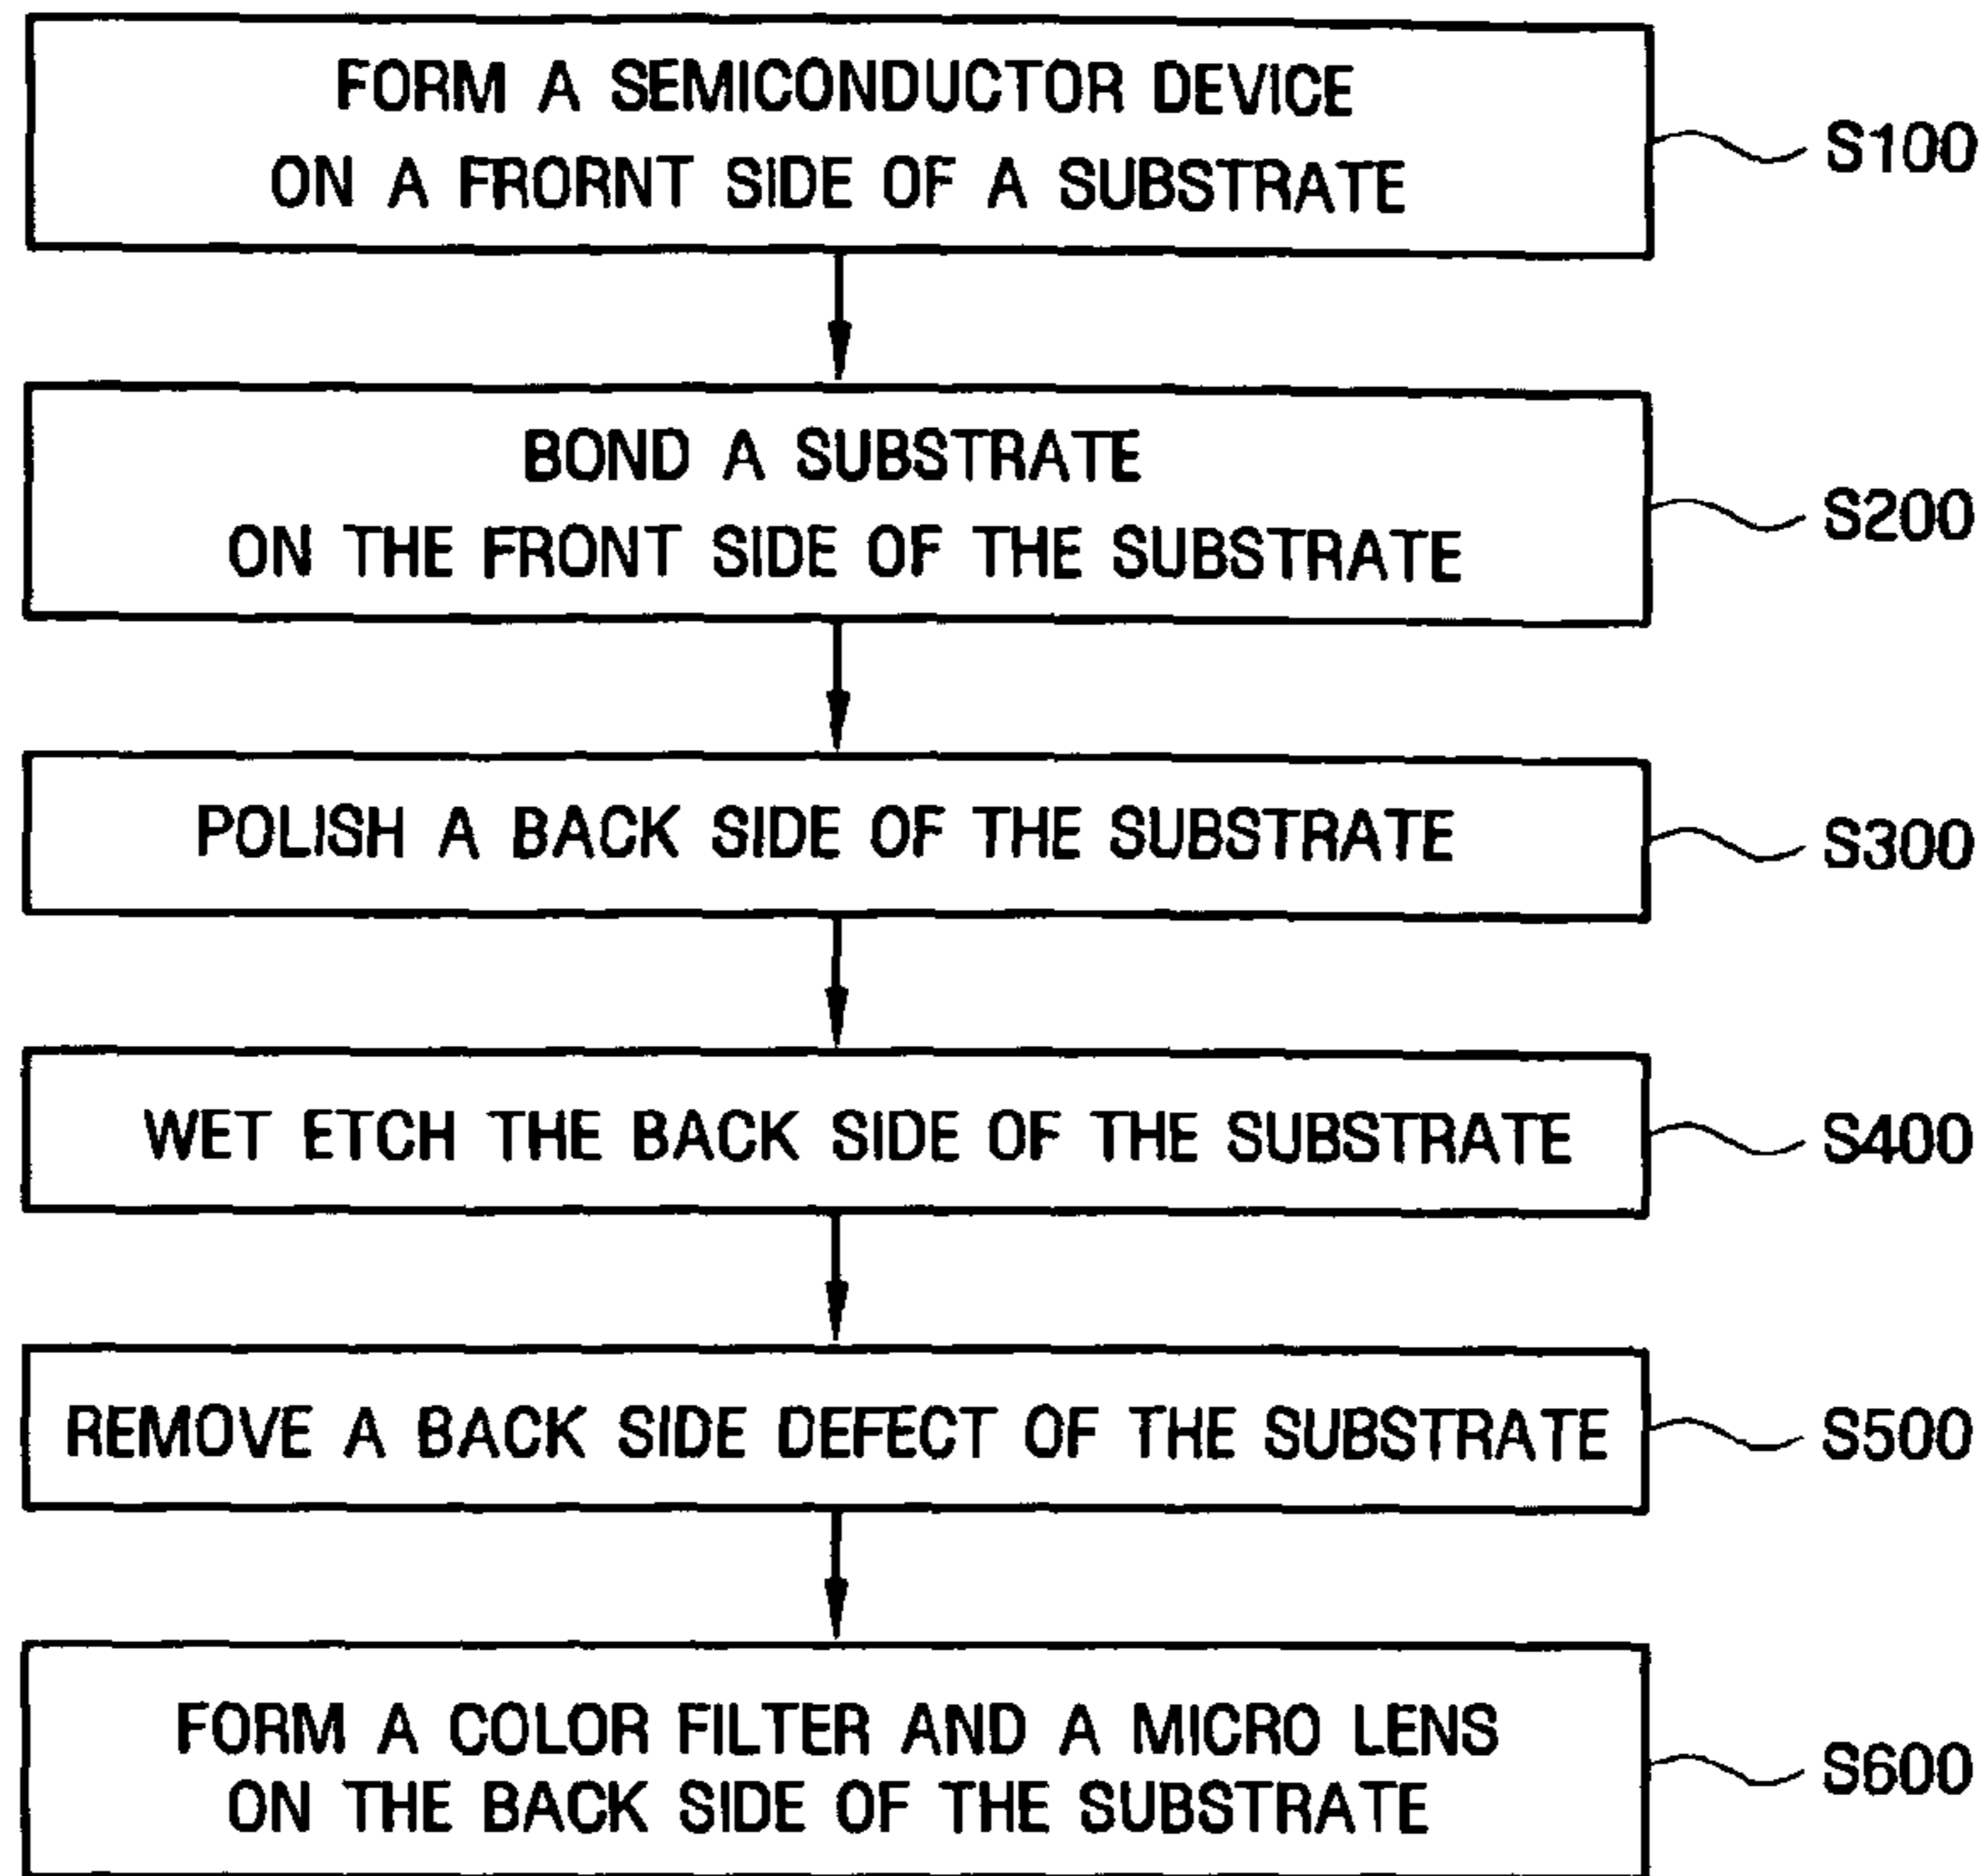 FORM A SEMICONDUCTOR DEVICE
ON A FRORNT SIDE OF A SUBSTRATE
S100
BOND A SUBSTRATE
ON THE FRONT SIDE OF THE SUBSTRATE
S200
POLISH A BACK SIDE OF THE SUBSTRATE
S300
WET ETCH THE BACK SIDE OF THE SUBSTRATE
S400
REMOVE A BACK SIDE DEFECT OF THE SUBSTRATE
S500
FORM A COLOR FILTER AND A MICRO LENS
ON THE BACK SIDE OF THE SUBSTRATE
S600